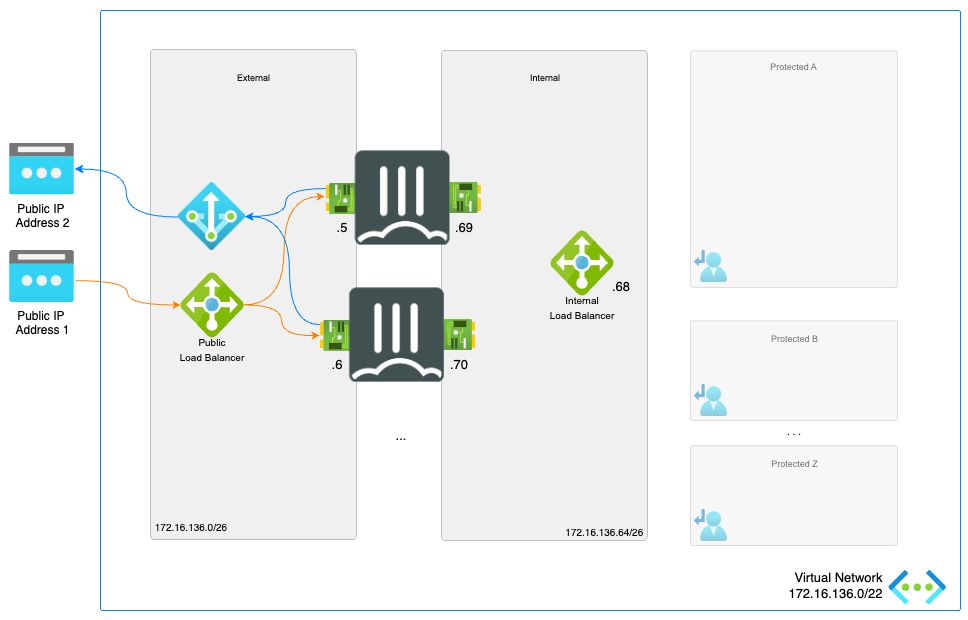 External
Internal
Protected A
Public IP
Address 2
.5
.69
Public IP
Address 1
.68
Internal
Load Balancer
Public
Load Balancer
.6
.70
Protected B
...
. . .
Protected Z
172.16.136.0/26
172.16.136.64/26
Virtual Network
172.16.136.0/22